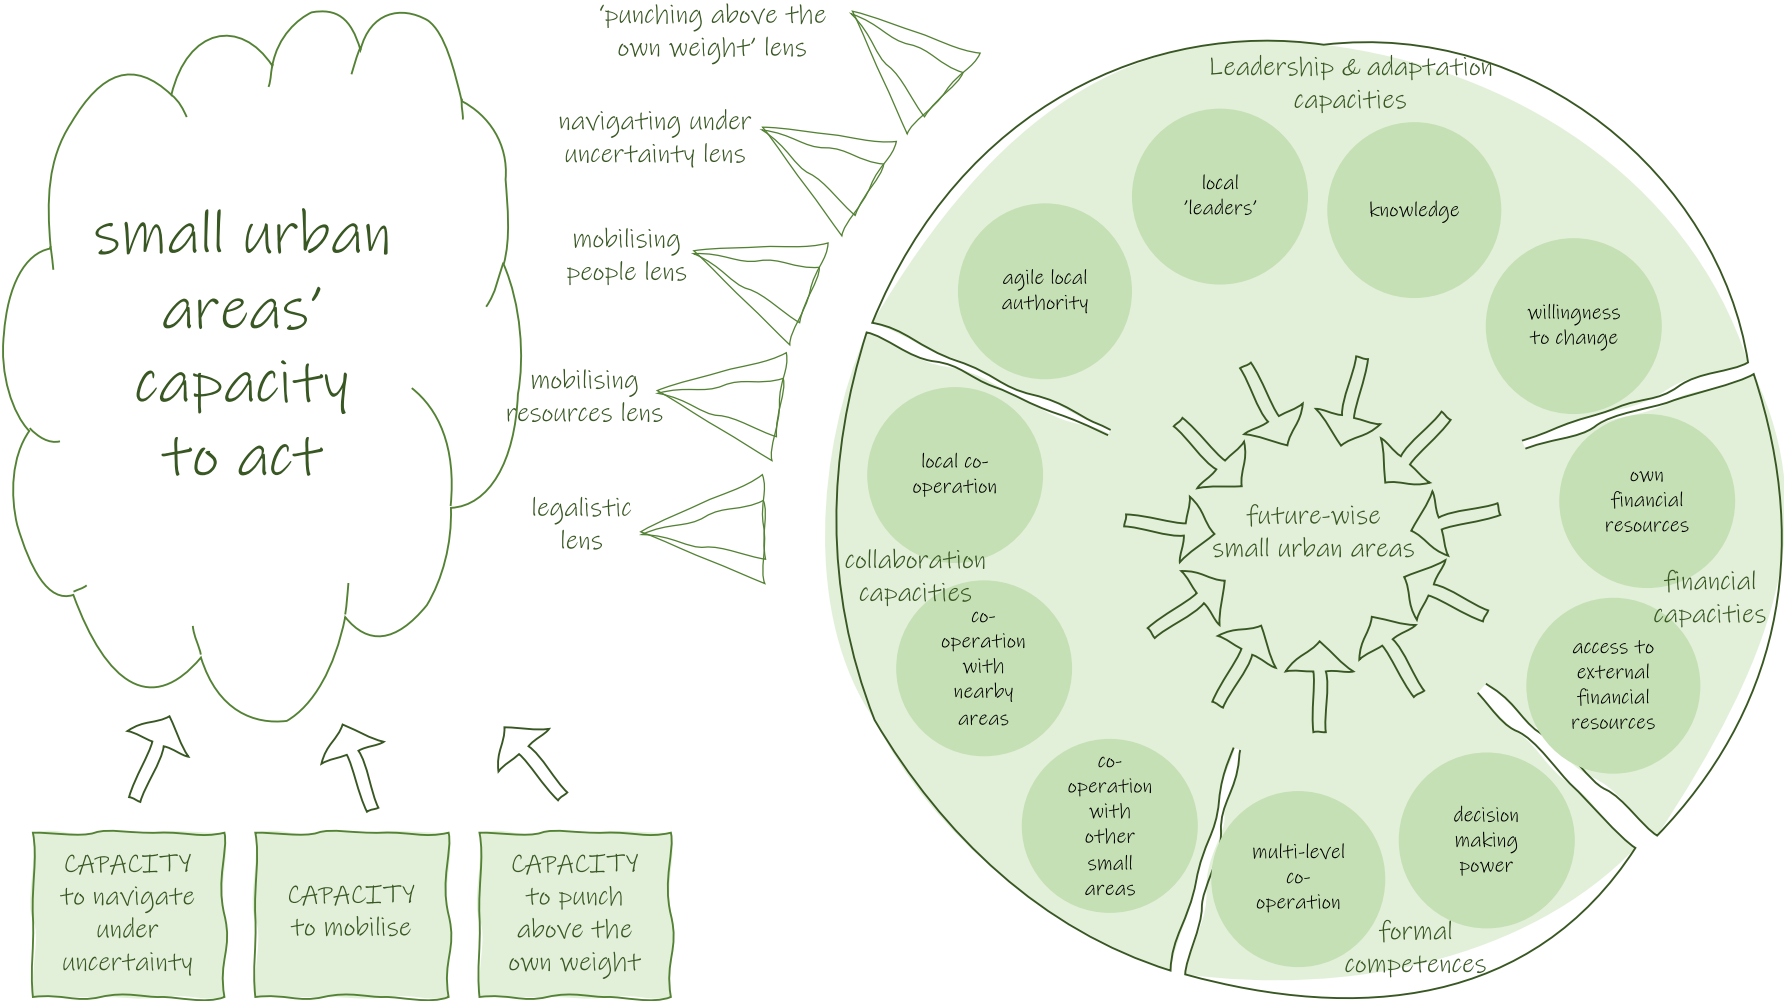 small urban
areas’
capacity
to act
CAPACITY
to navigate
under
uncertainty
CAPACITY
to mobilise
CAPACITY
to punch
above the
own weight
‘punching above the
own weight’ lens
navigating under
uncertainty lens
mobilising
people lens
mobilising
resources lens
legalistic
lens
Leadership & adaptation
capacities
agile local
authority
local
‘leaders’
knowledge
willingness
to change
own
financial
resources
financial
capacities
access to
external
financial
resources
decision
making
power
multi-level
co-
operation
formal
competences
co-
operation
with
other
small
areas
co-
operation
with
nearby
areas
collaboration
capacities
local co-
operation
future-wise
small urban areas